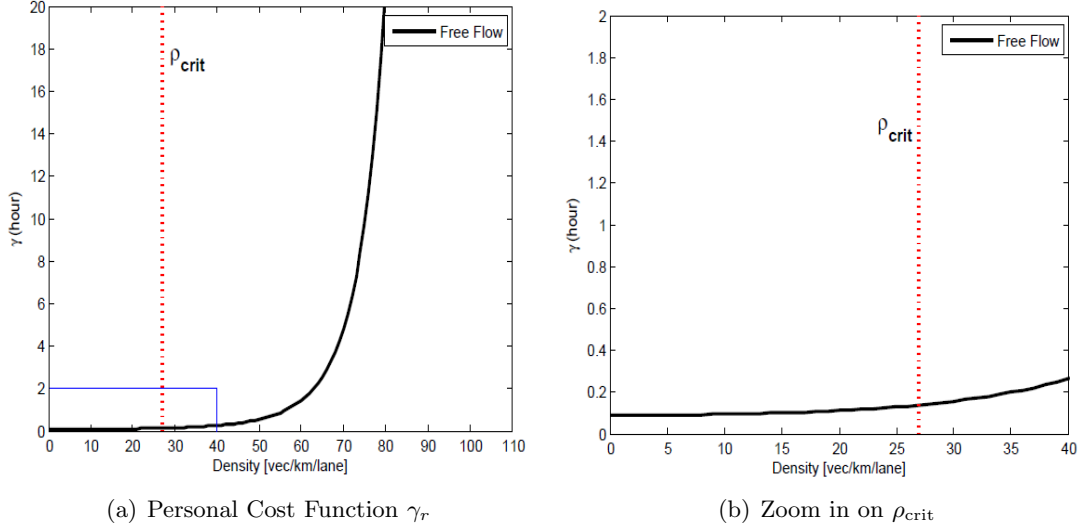 20
18
16
14
12
10
8
6
4
2
0
γ (hour)
Free Flow
ρcrit
0 10 20 30 40 50 60 70 80 90 100 110
Density [vec/km/lane]
(a) Personal Cost Function γr
2
1.8
1.6
1.4
1.2
1
0.8
0.6
0.4
0.2
0
γ (hour)
Free Flow
ρcrit
0 5 10 15 20 25 30 35 40
Density [vec/km/lane]
(b) Zoom in on ρcrit